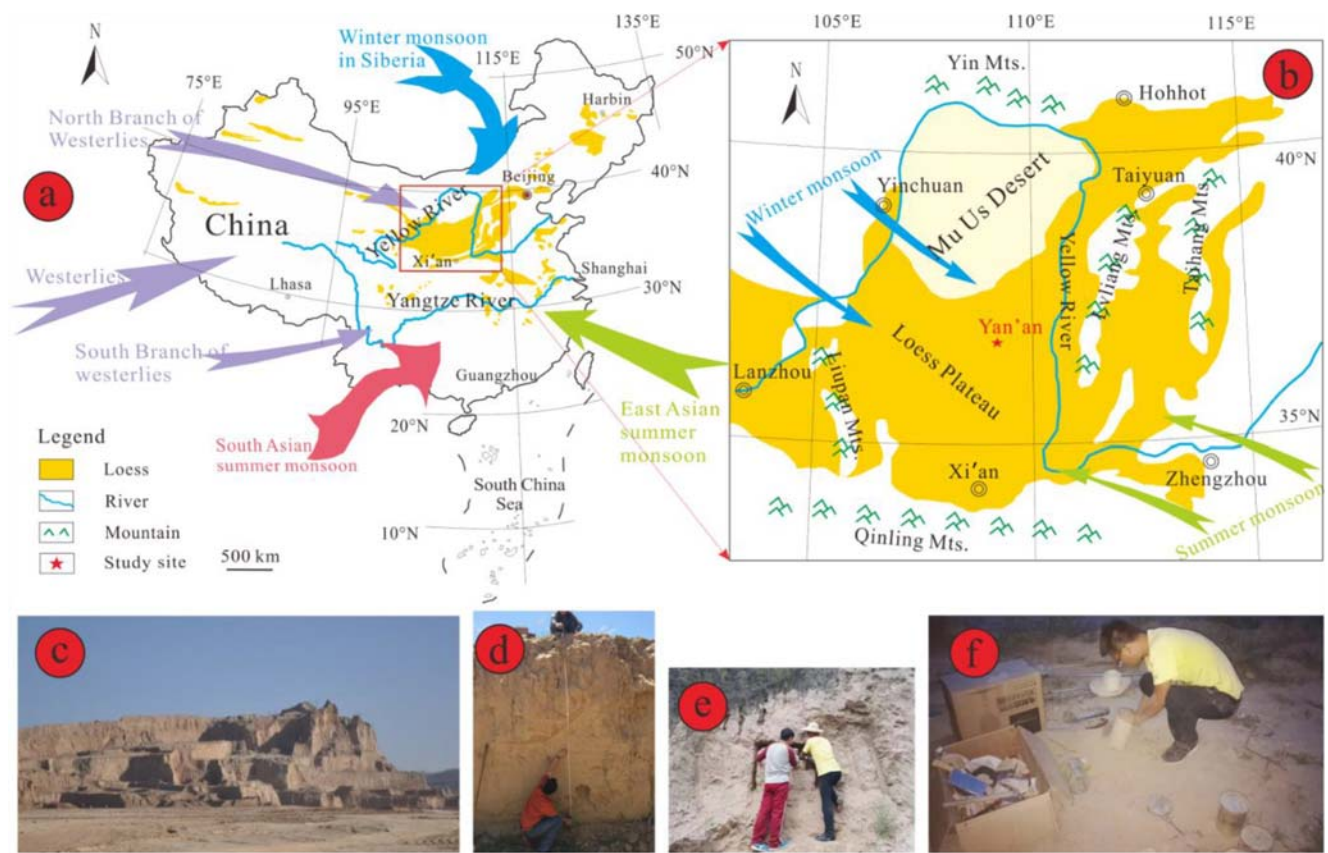 N
75°E
95°E
115°E
135°E
50°N
40°N
30°N
20°N
10°N
Winter monsoon
in Siberia
North Branch of
Westerlies
Harbin
Beijing
a
China
Yellow River
Xi'an
Westerlies
Lhasa
Shanghai
Yangtze River
South Branch of
westerlies
Guangzhou
East Asian
summer
monsoon
South Asian
summer monsoon
South China
Sea
Legend
Loess
River
Mountain
Study site
500 km
105°E
110°E
115°E
N
Yin Mts.
b
Hohhot
40°N
Winter monsoon
Yinchuan
Mu Us Desert
Taiyuan
Yellow River
Lvliang Mts.
Taihang Mts.
Yan'an
Loess Plateau
Lanzhou
Liupan Mts.
35°N
Xi'an
Zhengzhou
Summer monsoon
Qinling Mts.
c
d
e
f